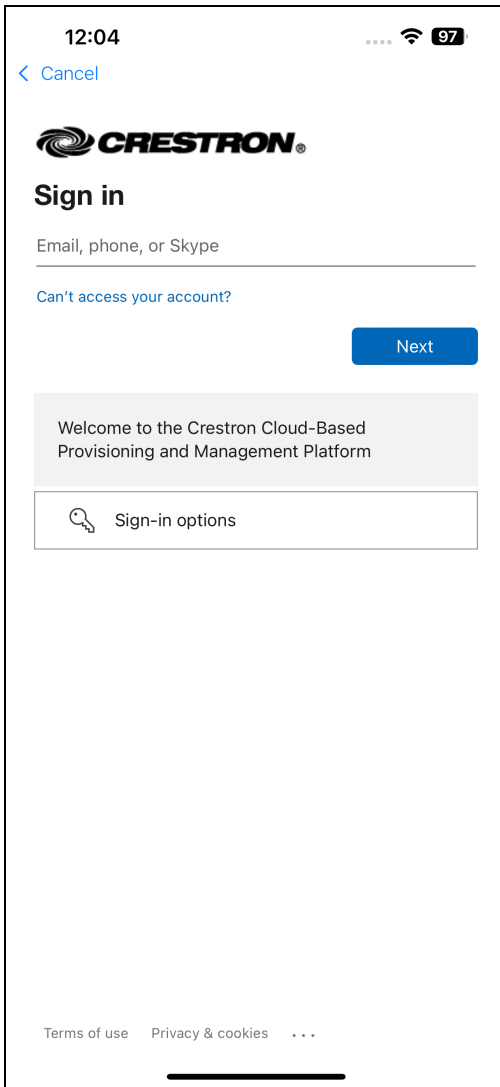 12:04
97
Cancel
CRESTRON®
Sign in
Email, phone, or Skype
Can't access your account?
Next
Welcome to the Crestron Cloud-Based
Provisioning and Management Platform
Sign-in options
Terms of use Privacy & cookies ...